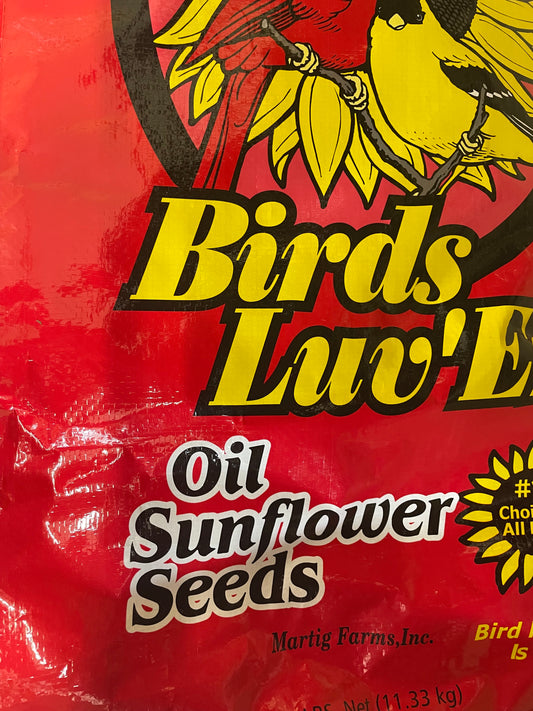 Birds
Luv'E
Oil
Sunflower
Seeds
#
Choi
All
Martig Farms,Inc.
Bird
Is
Net (11.33 kg)